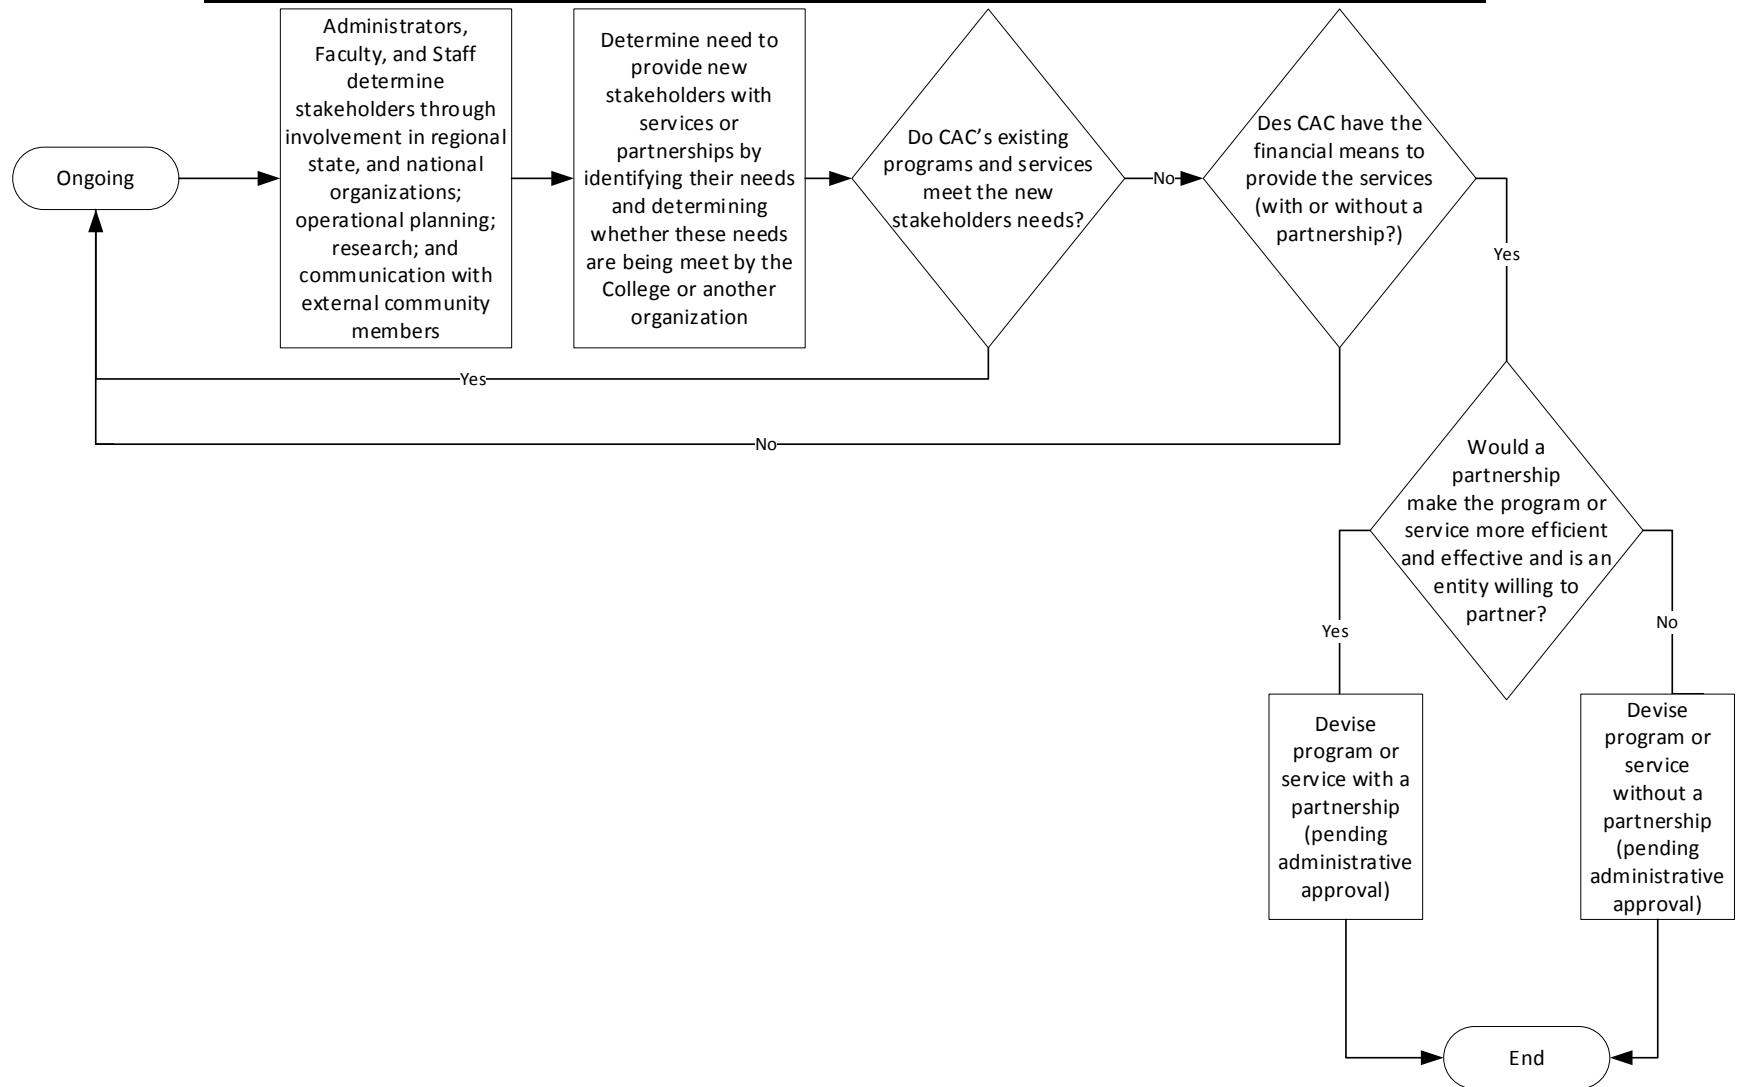 Ongoing
Administrators,
Faculty, and Staff
determine
stakeholders through
involvement in regional
state, and national
organizations;
operational planning;
research; and
communication with
external community
members
Determine need to
provide new
stakeholders with
services or
partnerships by
identifying their needs
and determining
whether these needs
are being meet by the
College or another
organization
Do CAC’s existing
programs and services
meet the new
stakeholders needs?
No
Des CAC have the
financial means to
provide the services
(with or without a
partnership?)
Yes
Yes
No
Would a
partnership
make the program or
service more efficient
and effective and is an
entity willing to
partner?
Yes
No
Devise
program or
service with a
partnership
(pending
administrative
approval)
Devise
program or
service
without a
partnership
(pending
administrative
approval)
End